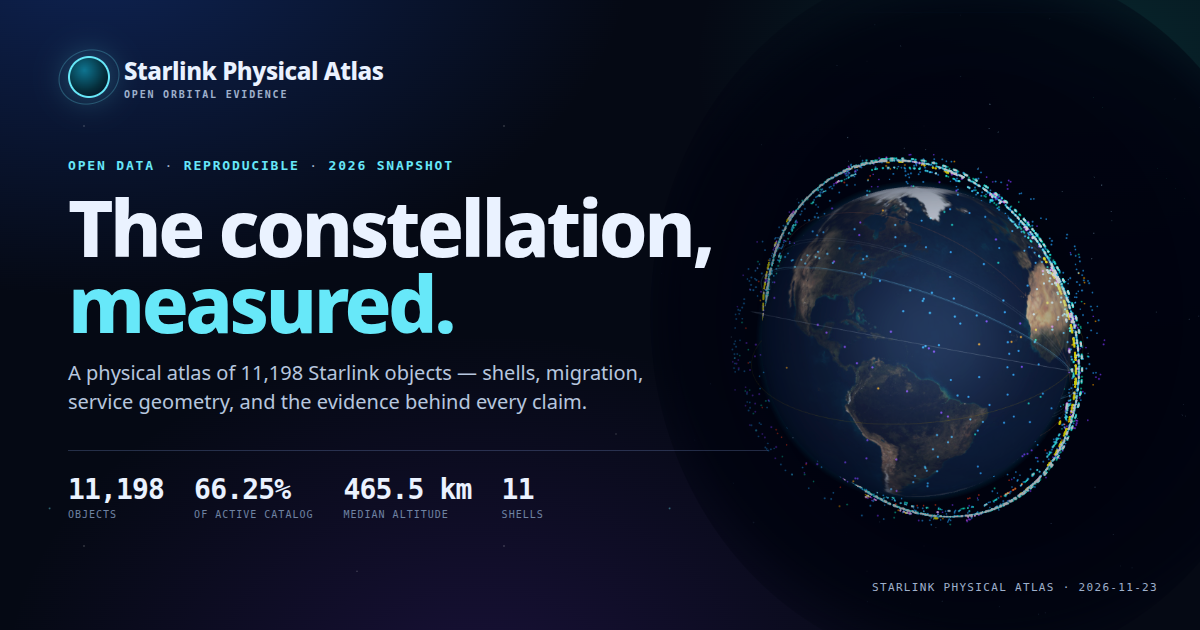 Starlink Physical Atlas
OPEN ORBITAL EVIDENCE
OPEN DATA · REPRODUCIBLE · 2026 SNAPSHOT
The constellation,
measured.
A physical atlas of 11,198 Starlink objects — shells, migration,
service geometry, and the evidence behind every claim.
11,198 66.25% 465.5 km 11
OBJECTS OF ACTIVE CATALOG MEDIAN ALTITUDE SHELLS
STARLINK PHYSICAL ATLAS · 2026-11-23